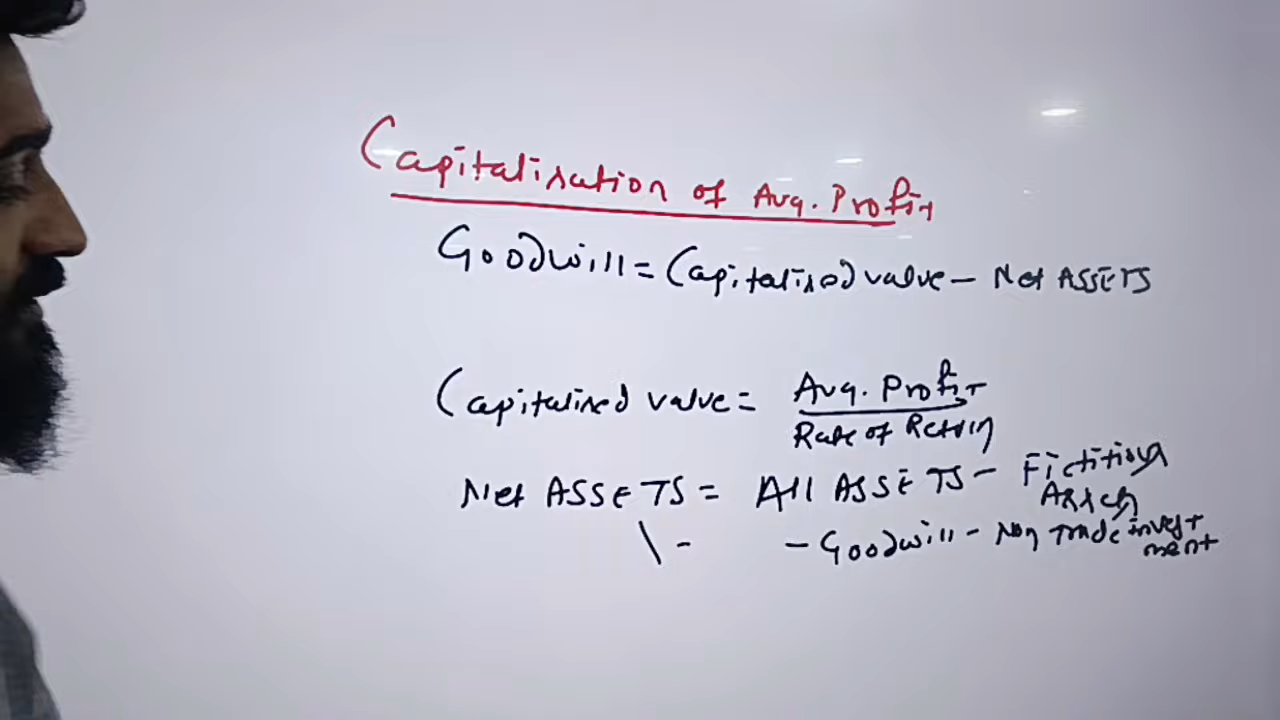 Capitalisation of Avg. Profit
Goodwill = Capitalised value - Net ASSETS
Capitalised value = Avg. Profit
Rate of Return
Net ASSETS = All ASSETS - Fictitious
Assets
\ - - Goodwill - Non Trade invest
ment